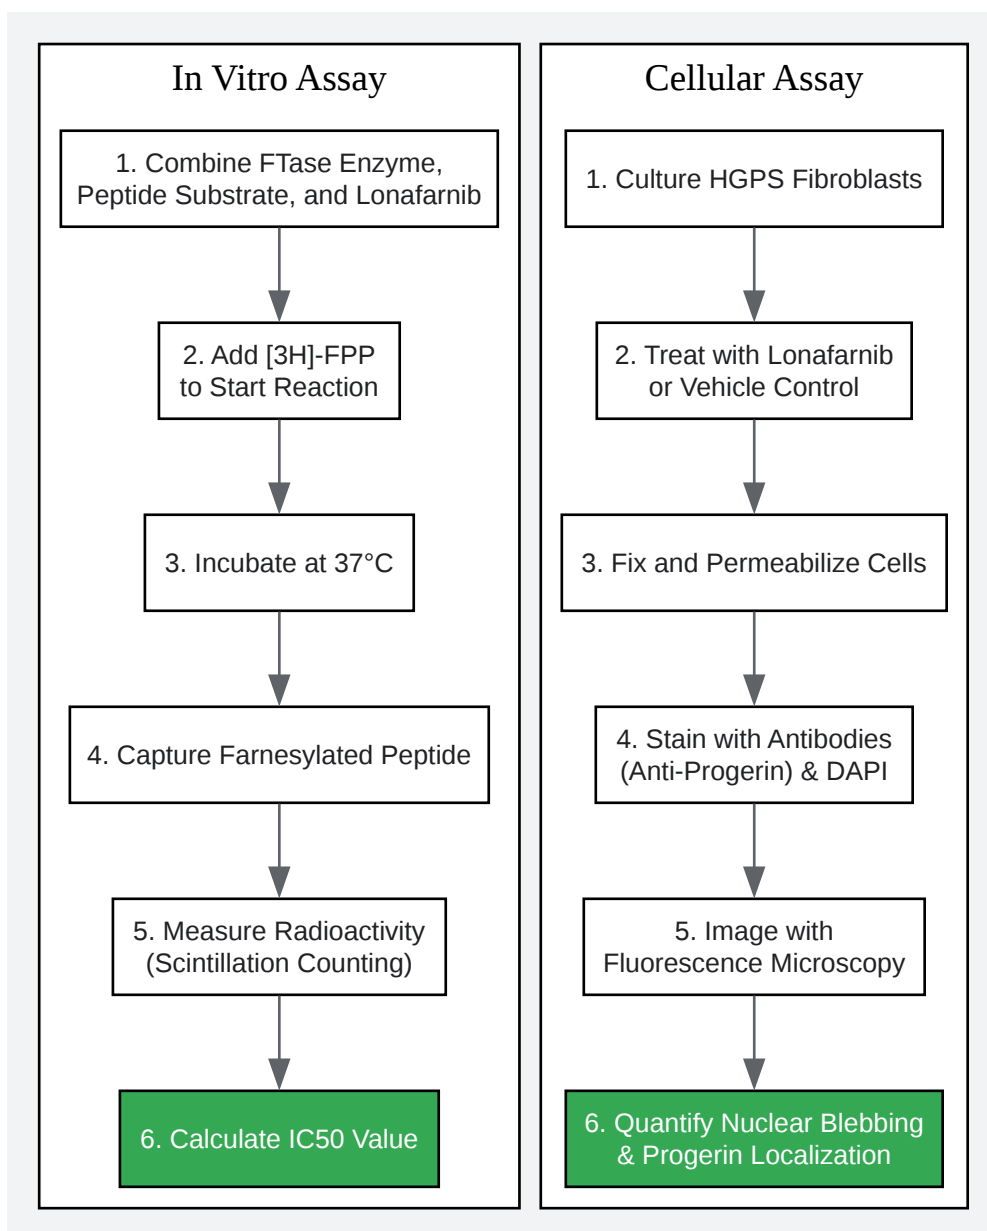 In Vitro Assay
1. Combine FTase Enzyme,
Peptide Substrate, and Lonafarnib
2. Add [3H]-FPP
to Start Reaction
3. Incubate at 37°C
4. Capture Farnesylated Peptide
5. Measure Radioactivity
(Scintillation Counting)
6. Calculate IC50 Value
Cellular Assay
1. Culture HGPS Fibroblasts
2. Treat with Lonafarnib
or Vehicle Control
3. Fix and Permeabilize Cells
4. Stain with Antibodies
(Anti-Progerin) & DAPI
5. Image with
Fluorescence Microscopy
6. Quantify Nuclear Blebbing
& Progerin Localization